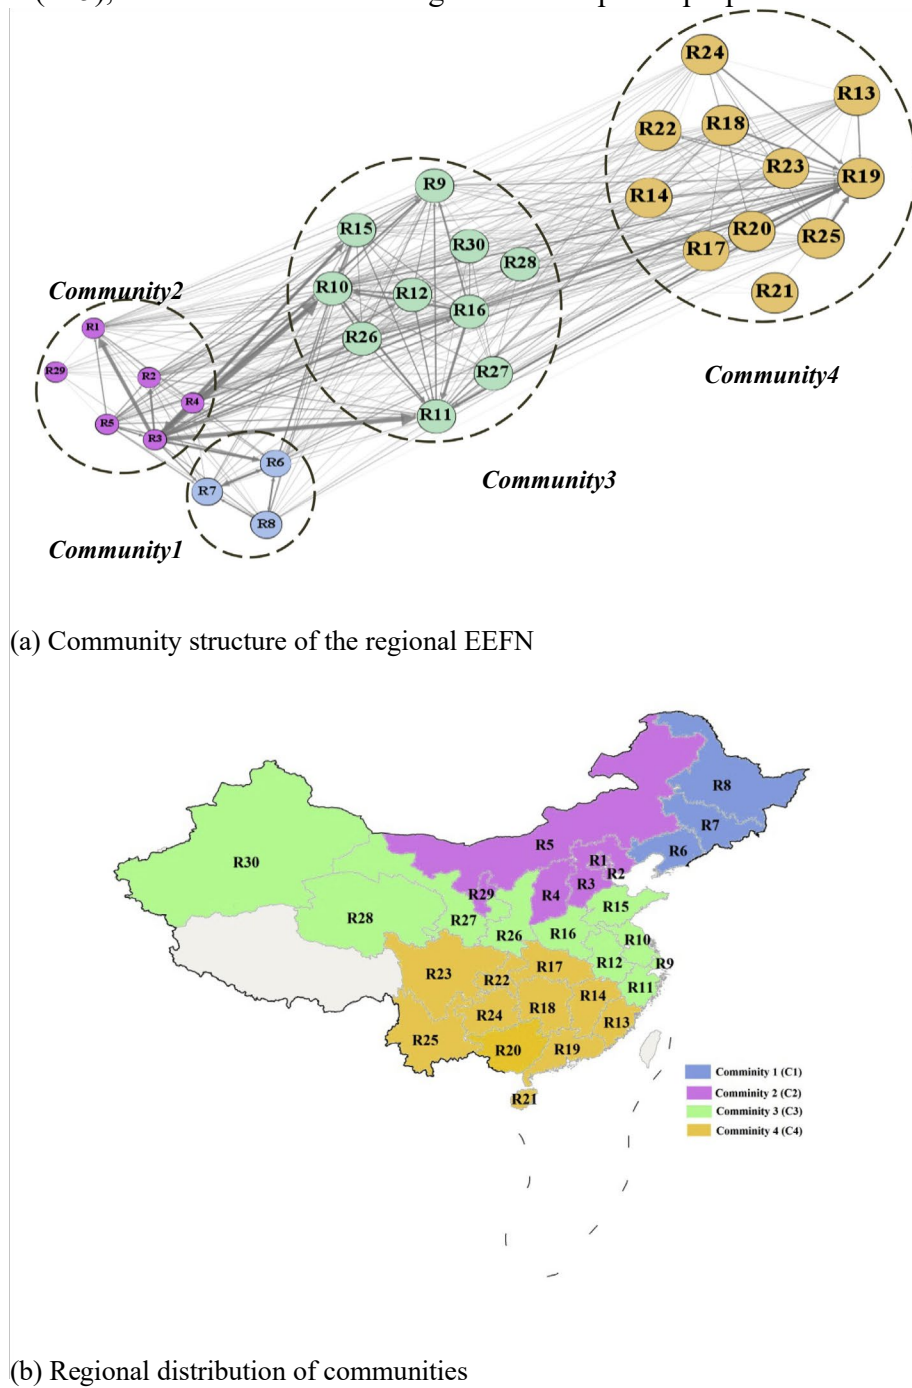 R24
R13
R22
R18
R23
R19
R14
R20
R25
R17
R21
R9
R15
R30
R28
R10
R12
R16
R26
R27
R11
Community2
R1
R29
R2
R4
R5
R3
Community4
R6
R7
R8
Community3
Community1
(a) Community structure of the regional EEFN
R8
R7
R6
R5
R1
R2
R3
R4
R29
R30
R28
R27
R26
R15
R16
R10
R12
R9
R11
R17
R23
R22
R14
R18
R24
R13
R25
R20
R19
R21
Comminity 1 (C1)
Comminity 2 (C2)
Comminity 3 (C3)
Comminity 4 (C4)
(b) Regional distribution of communities